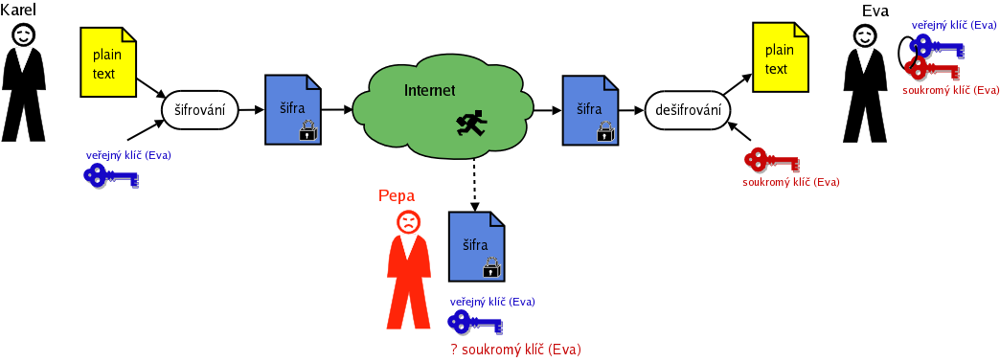 Karel
plain
text
šifrování
veřejný klíč (Eva)
šifra
Internet
šifra
dešifrování
plain
text
soukromý klíč (Eva)
Eva
veřejný klíč (Eva)
soukromý klíč (Eva)
Pepa
šifra
veřejný klíč (Eva)
? soukromý klíč (Eva)